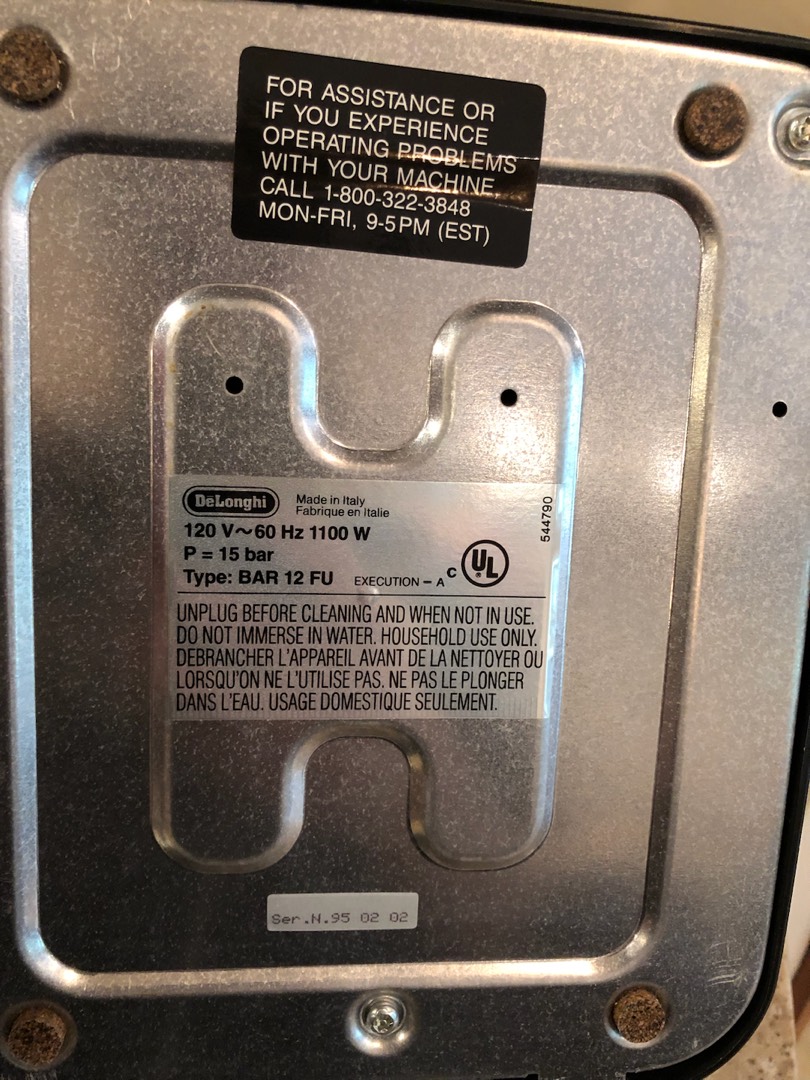 FOR ASSISTANCE OR
IF YOU EXPERIENCE
OPERATING PROBLEMS
WITH YOUR MACHINE
CALL 1-800-322-3848
MON-FRI, 9-5PM (EST)
DeLonghi
Made in Italy
Fabrique en Italie
544790
120 V~60 Hz 1100 W
P = 15 bar
Type: BAR 12 FU EXECUTION – A
C UL
UNPLUG BEFORE CLEANING AND WHEN NOT IN USE.
DO NOT IMMERSE IN WATER. HOUSEHOLD USE ONLY.
DEBRANCHER L'APPAREIL AVANT DE LA NETTOYER OU
LORSQU'ON NE L'UTILISE PAS. NE PAS LE PLONGER
DANS L'EAU. USAGE DOMESTIQUE SEULEMENT.
Ser.N.95 02 02